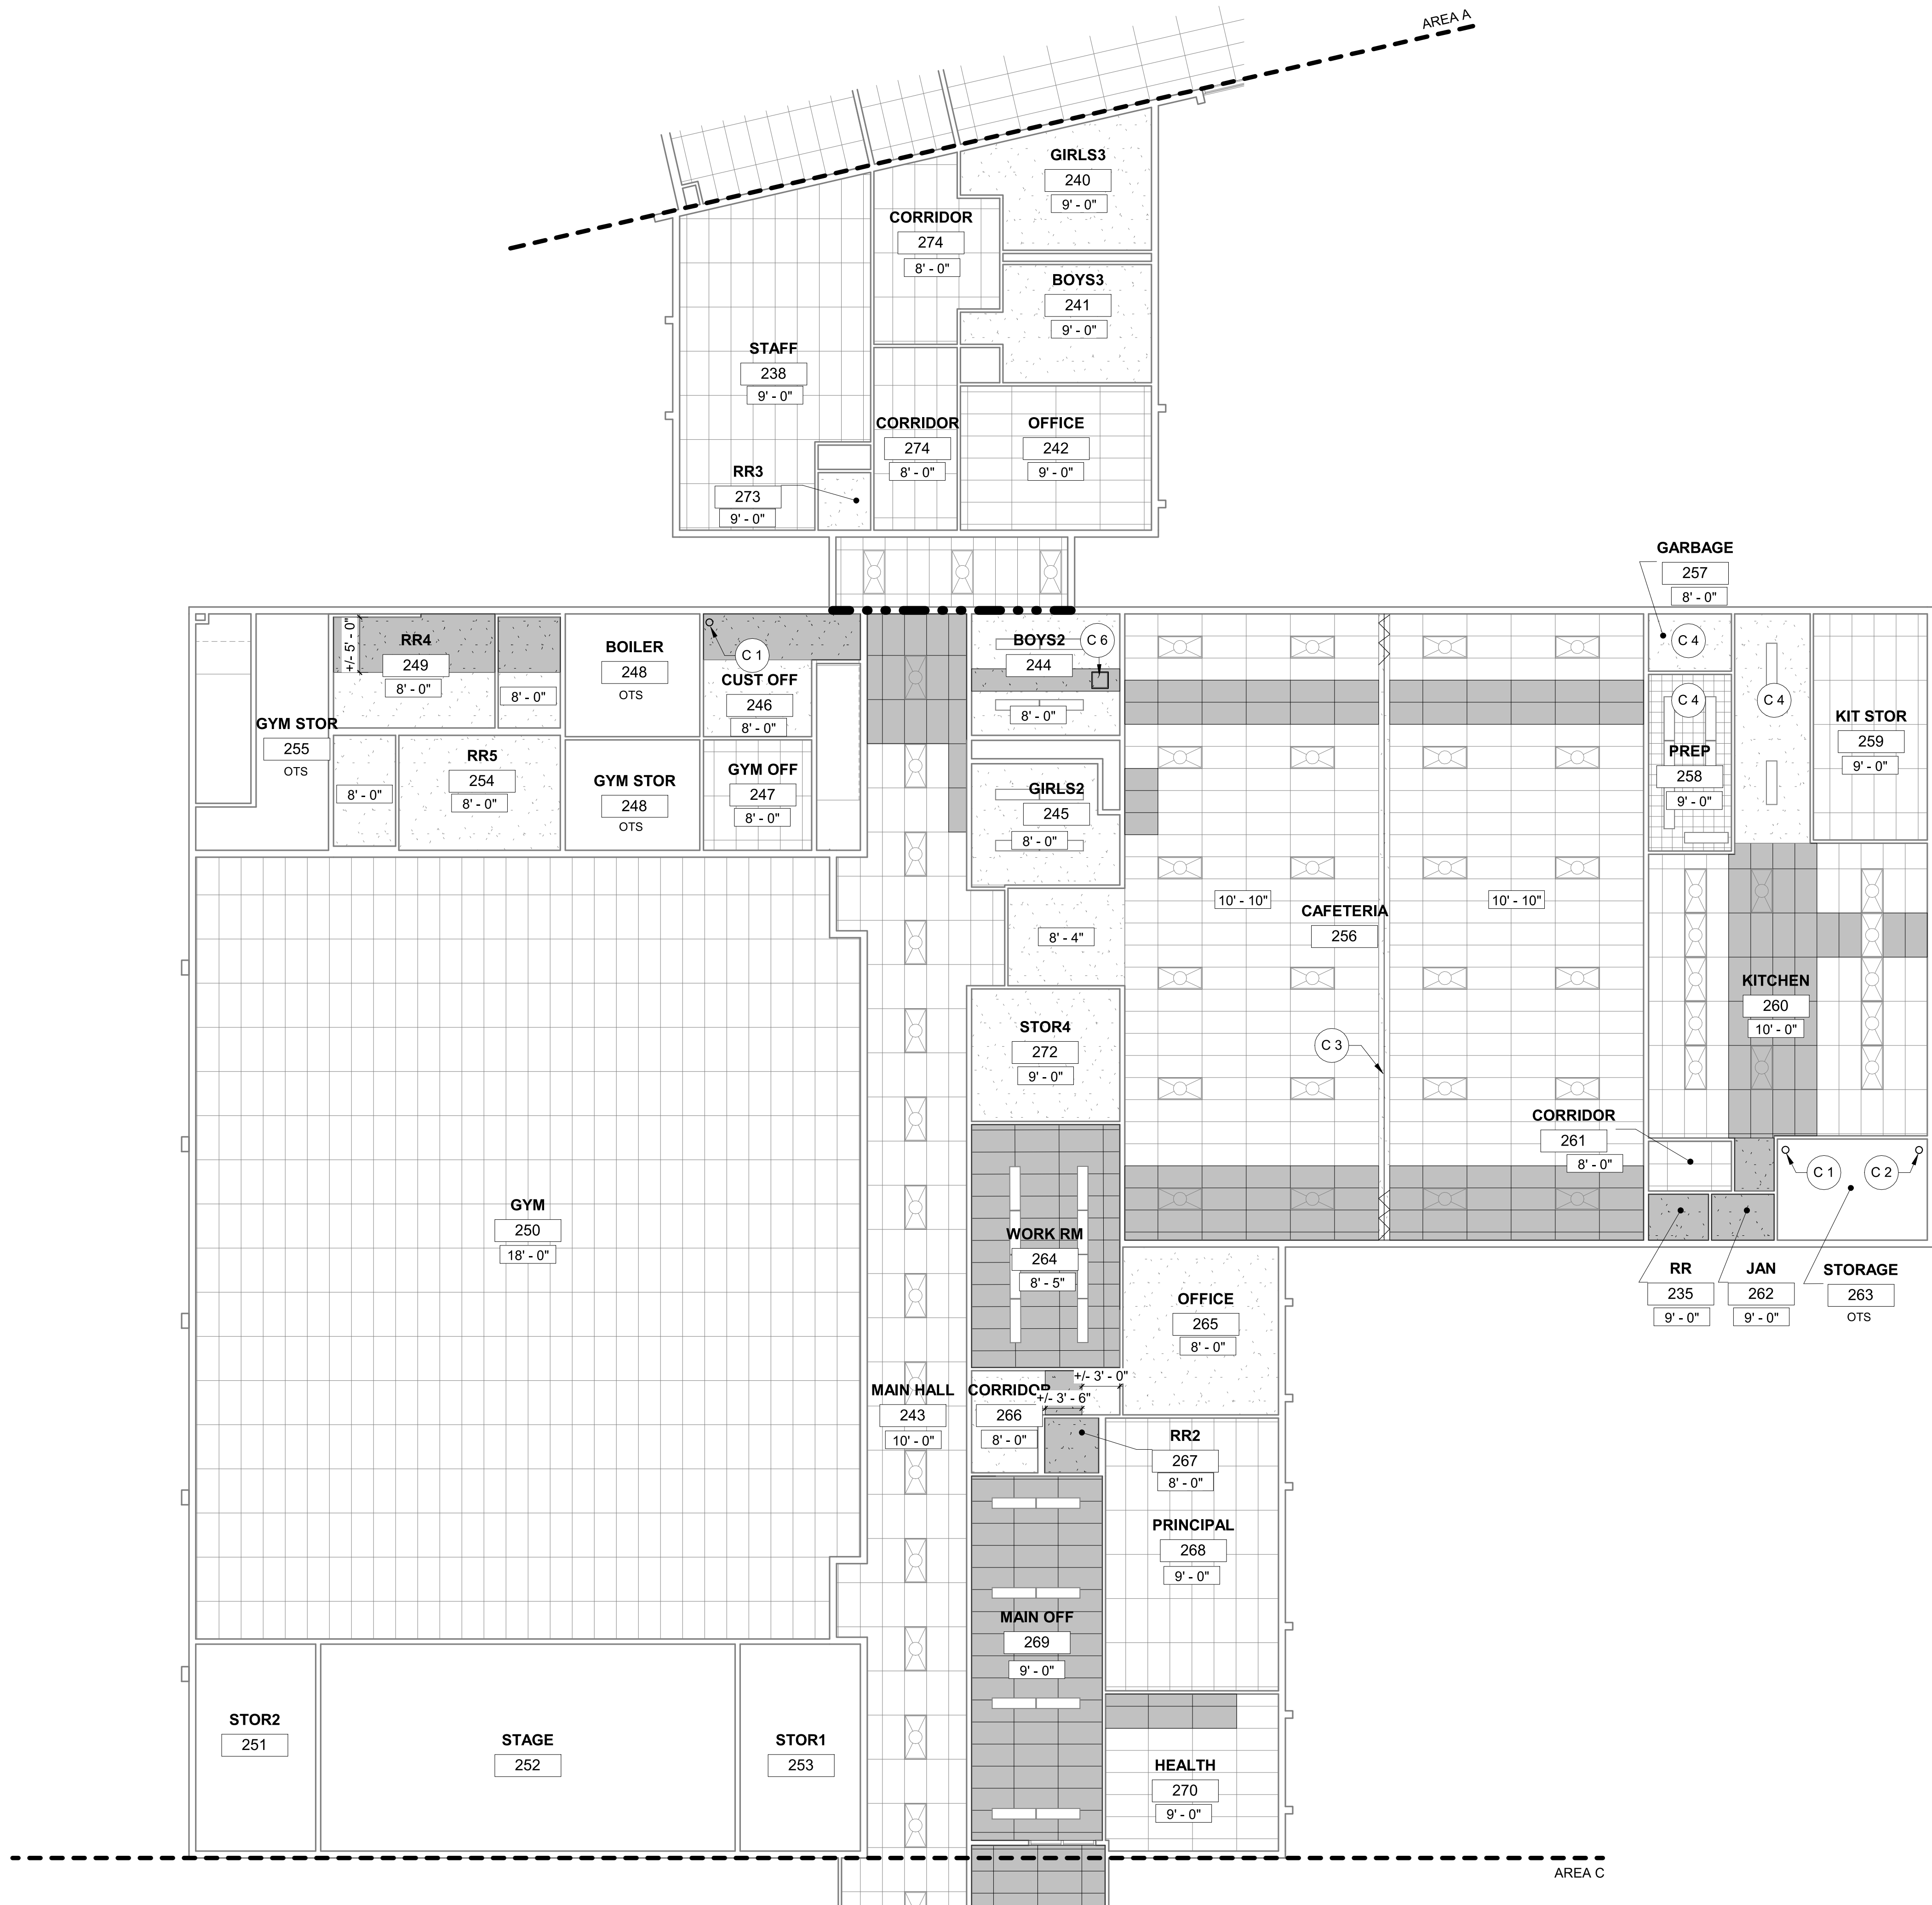 AREA A
GIRLS3
240
9' - 0"
CORRIDOR
274
8' - 0"
BOYS3
241
9' - 0"
STAFF
238
9' - 0"
CORRIDOR
274
8' - 0"
OFFICE
242
9' - 0"
RR3
273
9' - 0"
GARBAGE
257
8' - 0"
+/- 5' - 0"
RR4
249
8' - 0"
8' - 0"
BOILER
248
OTS
C 1
CUST OFF
246
8' - 0"
BOYS2
244
8' - 0"
C 6
C 4
C 4
C 4
PREP
258
9' - 0"
KIT STOR
259
9' - 0"
GYM STOR
255
OTS
8' - 0"
RR5
254
8' - 0"
GYM STOR
248
OTS
GYM OFF
247
8' - 0"
GIRLS2
245
8' - 0"
8' - 4"
10' - 10"
CAFETERIA
256
10' - 10"
C 3
KITCHEN
260
10' - 0"
STOR4
272
9' - 0"
CORRIDOR
261
8' - 0"
C 1
C 2
GYM
250
18' - 0"
WORK RM
264
8' - 5"
OFFICE
265
8' - 0"
RR
235
9' - 0"
JAN
262
9' - 0"
STORAGE
263
OTS
+/- 3' - 0"
+/- 3' - 6"
MAIN HALL
243
10' - 0"
CORRIDOR
266
8' - 0"
RR2
267
8' - 0"
PRINCIPAL
268
9' - 0"
MAIN OFF
269
9' - 0"
STOR2
251
STAGE
252
STOR1
253
HEALTH
270
9' - 0"
AREA C